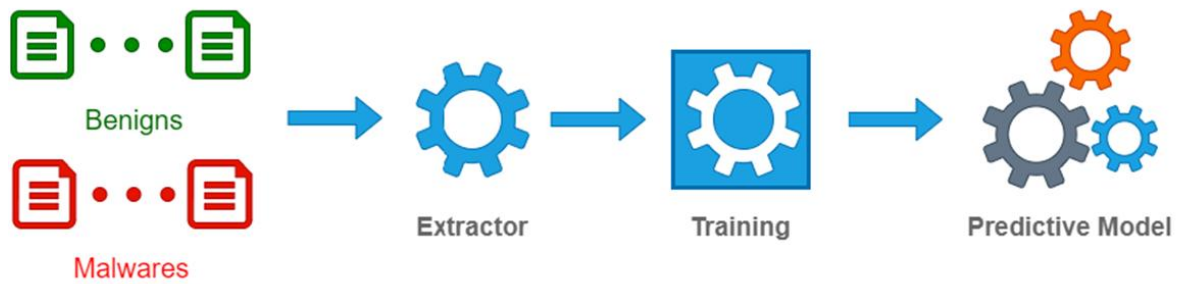 Benigns
Malwares
Extractor
Training
Predictive Model